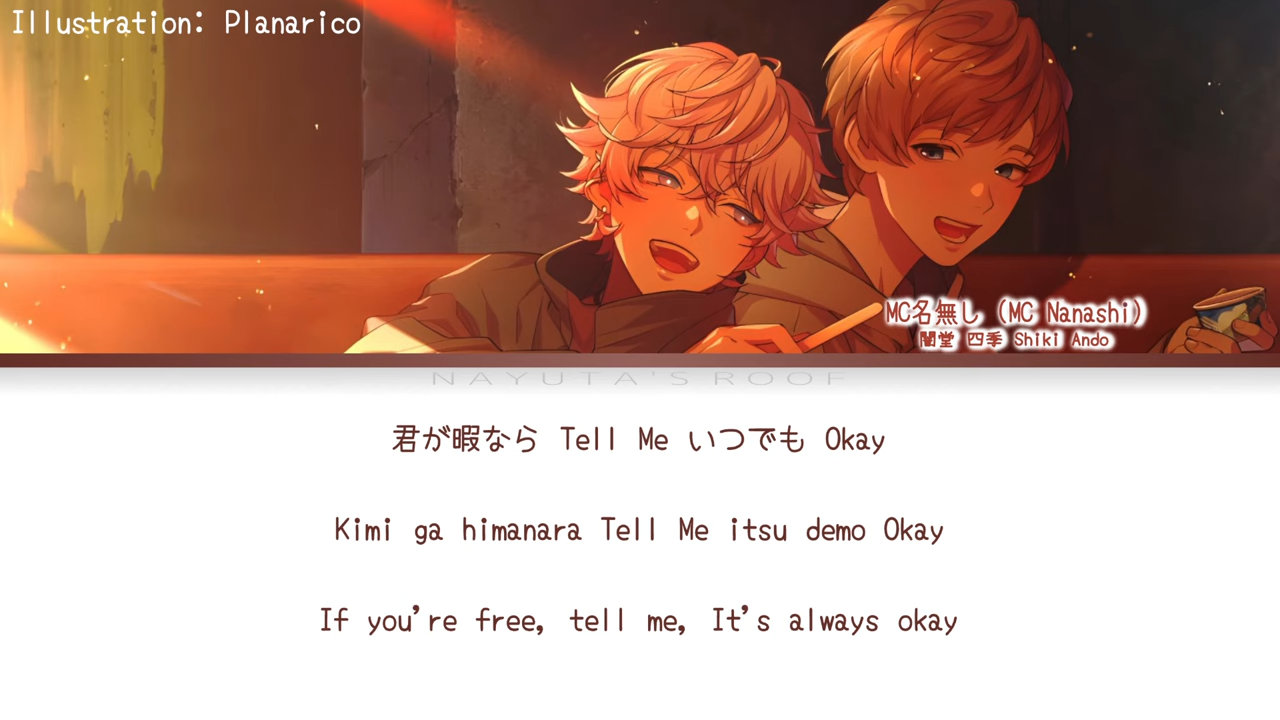 Illustration: Planarico
MC名無し (MC Nanashi)
闇堂 四季 Shiki Ando
NAYUTA'S ROOF
君が暇なら Tell Me いつでも Okay
Kimi ga himanara Tell Me itsu demo Okay
If you're free, tell me, It's always okay